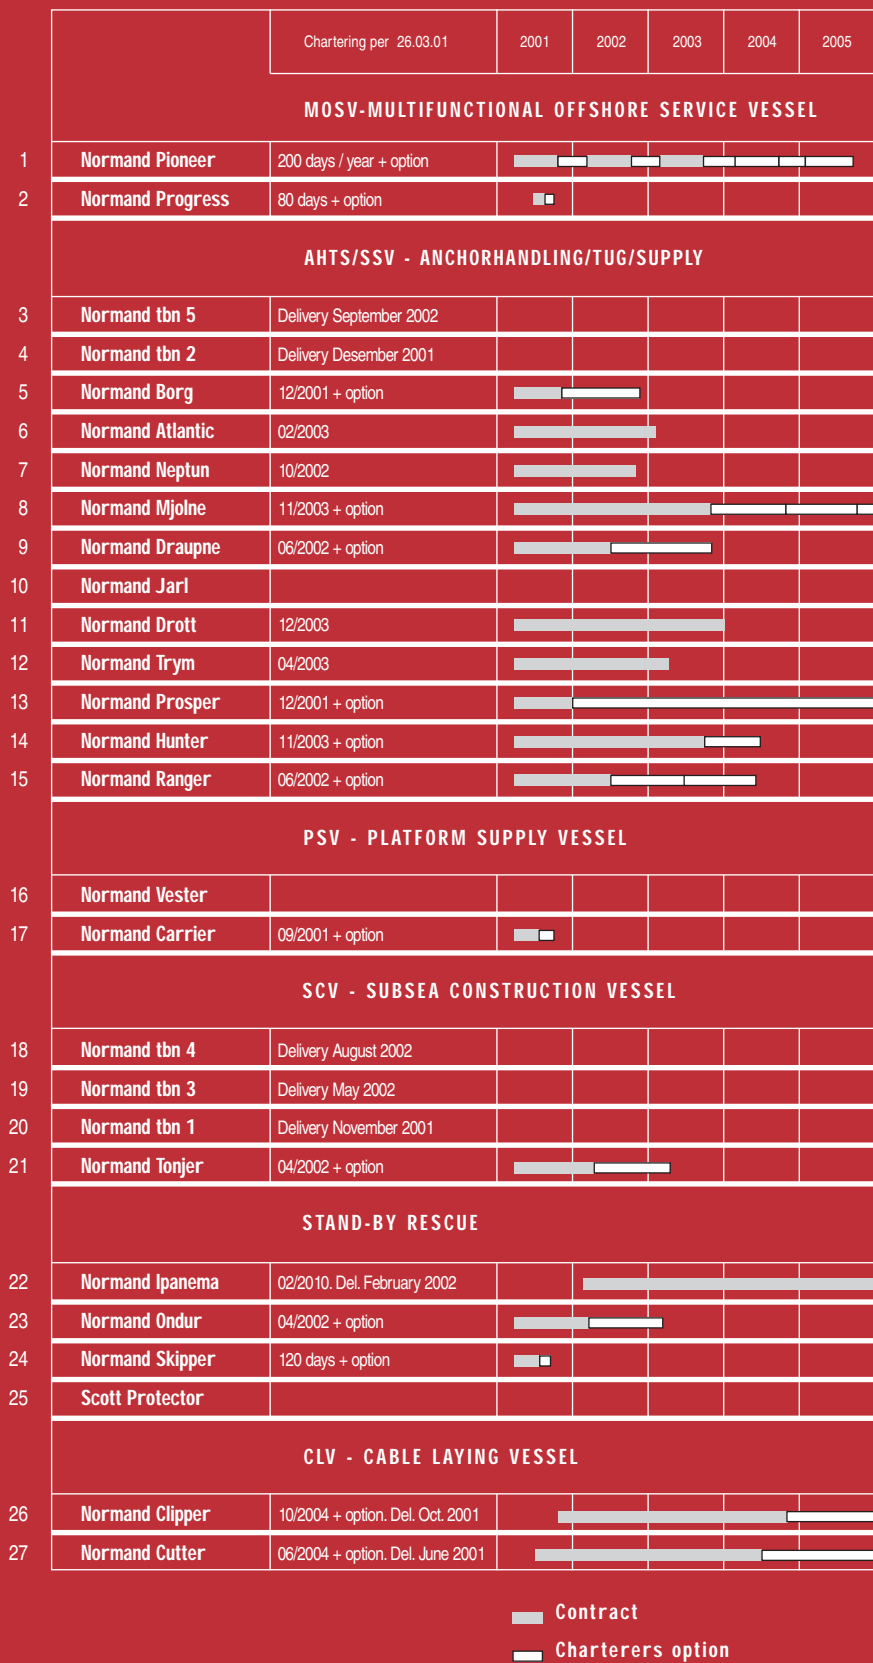 Chartering per 26.03.01 2001 2002 2003 2004 2005
MOSV-MULTIFUNCTIONAL OFFSHORE SERVICE VESSEL
1 Normand Pioneer 200 days / year + option
2 Normand Progress 80 days + option
AHTS/SSV - ANCHORHANDLING/TUG/SUPPLY
3 Normand tbn 5 Delivery September 2002
4 Normand tbn 2 Delivery Desember 2001
5 Normand Borg 12/2001 + option
6 Normand Atlantic 02/2003
7 Normand Neptun 10/2002
8 Normand Mjolne 11/2003 + option
9 Normand Draupne 06/2002 + option
10 Normand Jarl
11 Normand Drott 12/2003
12 Normand Trym 04/2003
13 Normand Prosper 12/2001 + option
14 Normand Hunter 11/2003 + option
15 Normand Ranger 06/2002 + option
PSV - PLATFORM SUPPLY VESSEL
16 Normand Vester
17 Normand Carrier 09/2001 + option
SCV - SUBSEA CONSTRUCTION VESSEL
18 Normand tbn 4 Delivery August 2002
19 Normand tbn 3 Delivery May 2002
20 Normand tbn 1 Delivery November 2001
21 Normand Tonjer 04/2002 + option
STAND-BY RESCUE
22 Normand Ipanema 02/2010. Del. February 2002
23 Normand Ondur 04/2002 + option
24 Normand Skipper 120 days + option
25 Scott Protector
CLV - CABLE LAYING VESSEL
26 Normand Clipper 10/2004 + option. Del. Oct. 2001
27 Normand Cutter 06/2004 + option. Del. June 2001
Contract
Charterers option